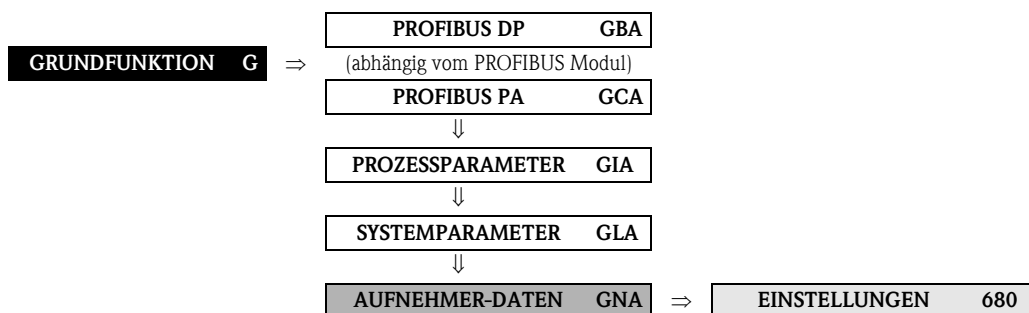 PROFIBUS DP GBA
GRUNDFUNKTION G ⇒ (abhängig vom PROFIBUS Modul)
PROFIBUS PA GCA
⇓
PROZESSPARAMETER GIA
⇓
SYSTEMPARAMETER GLA
⇓
AUFNEHMER-DATEN GNA ⇒ EINSTELLUNGEN 680